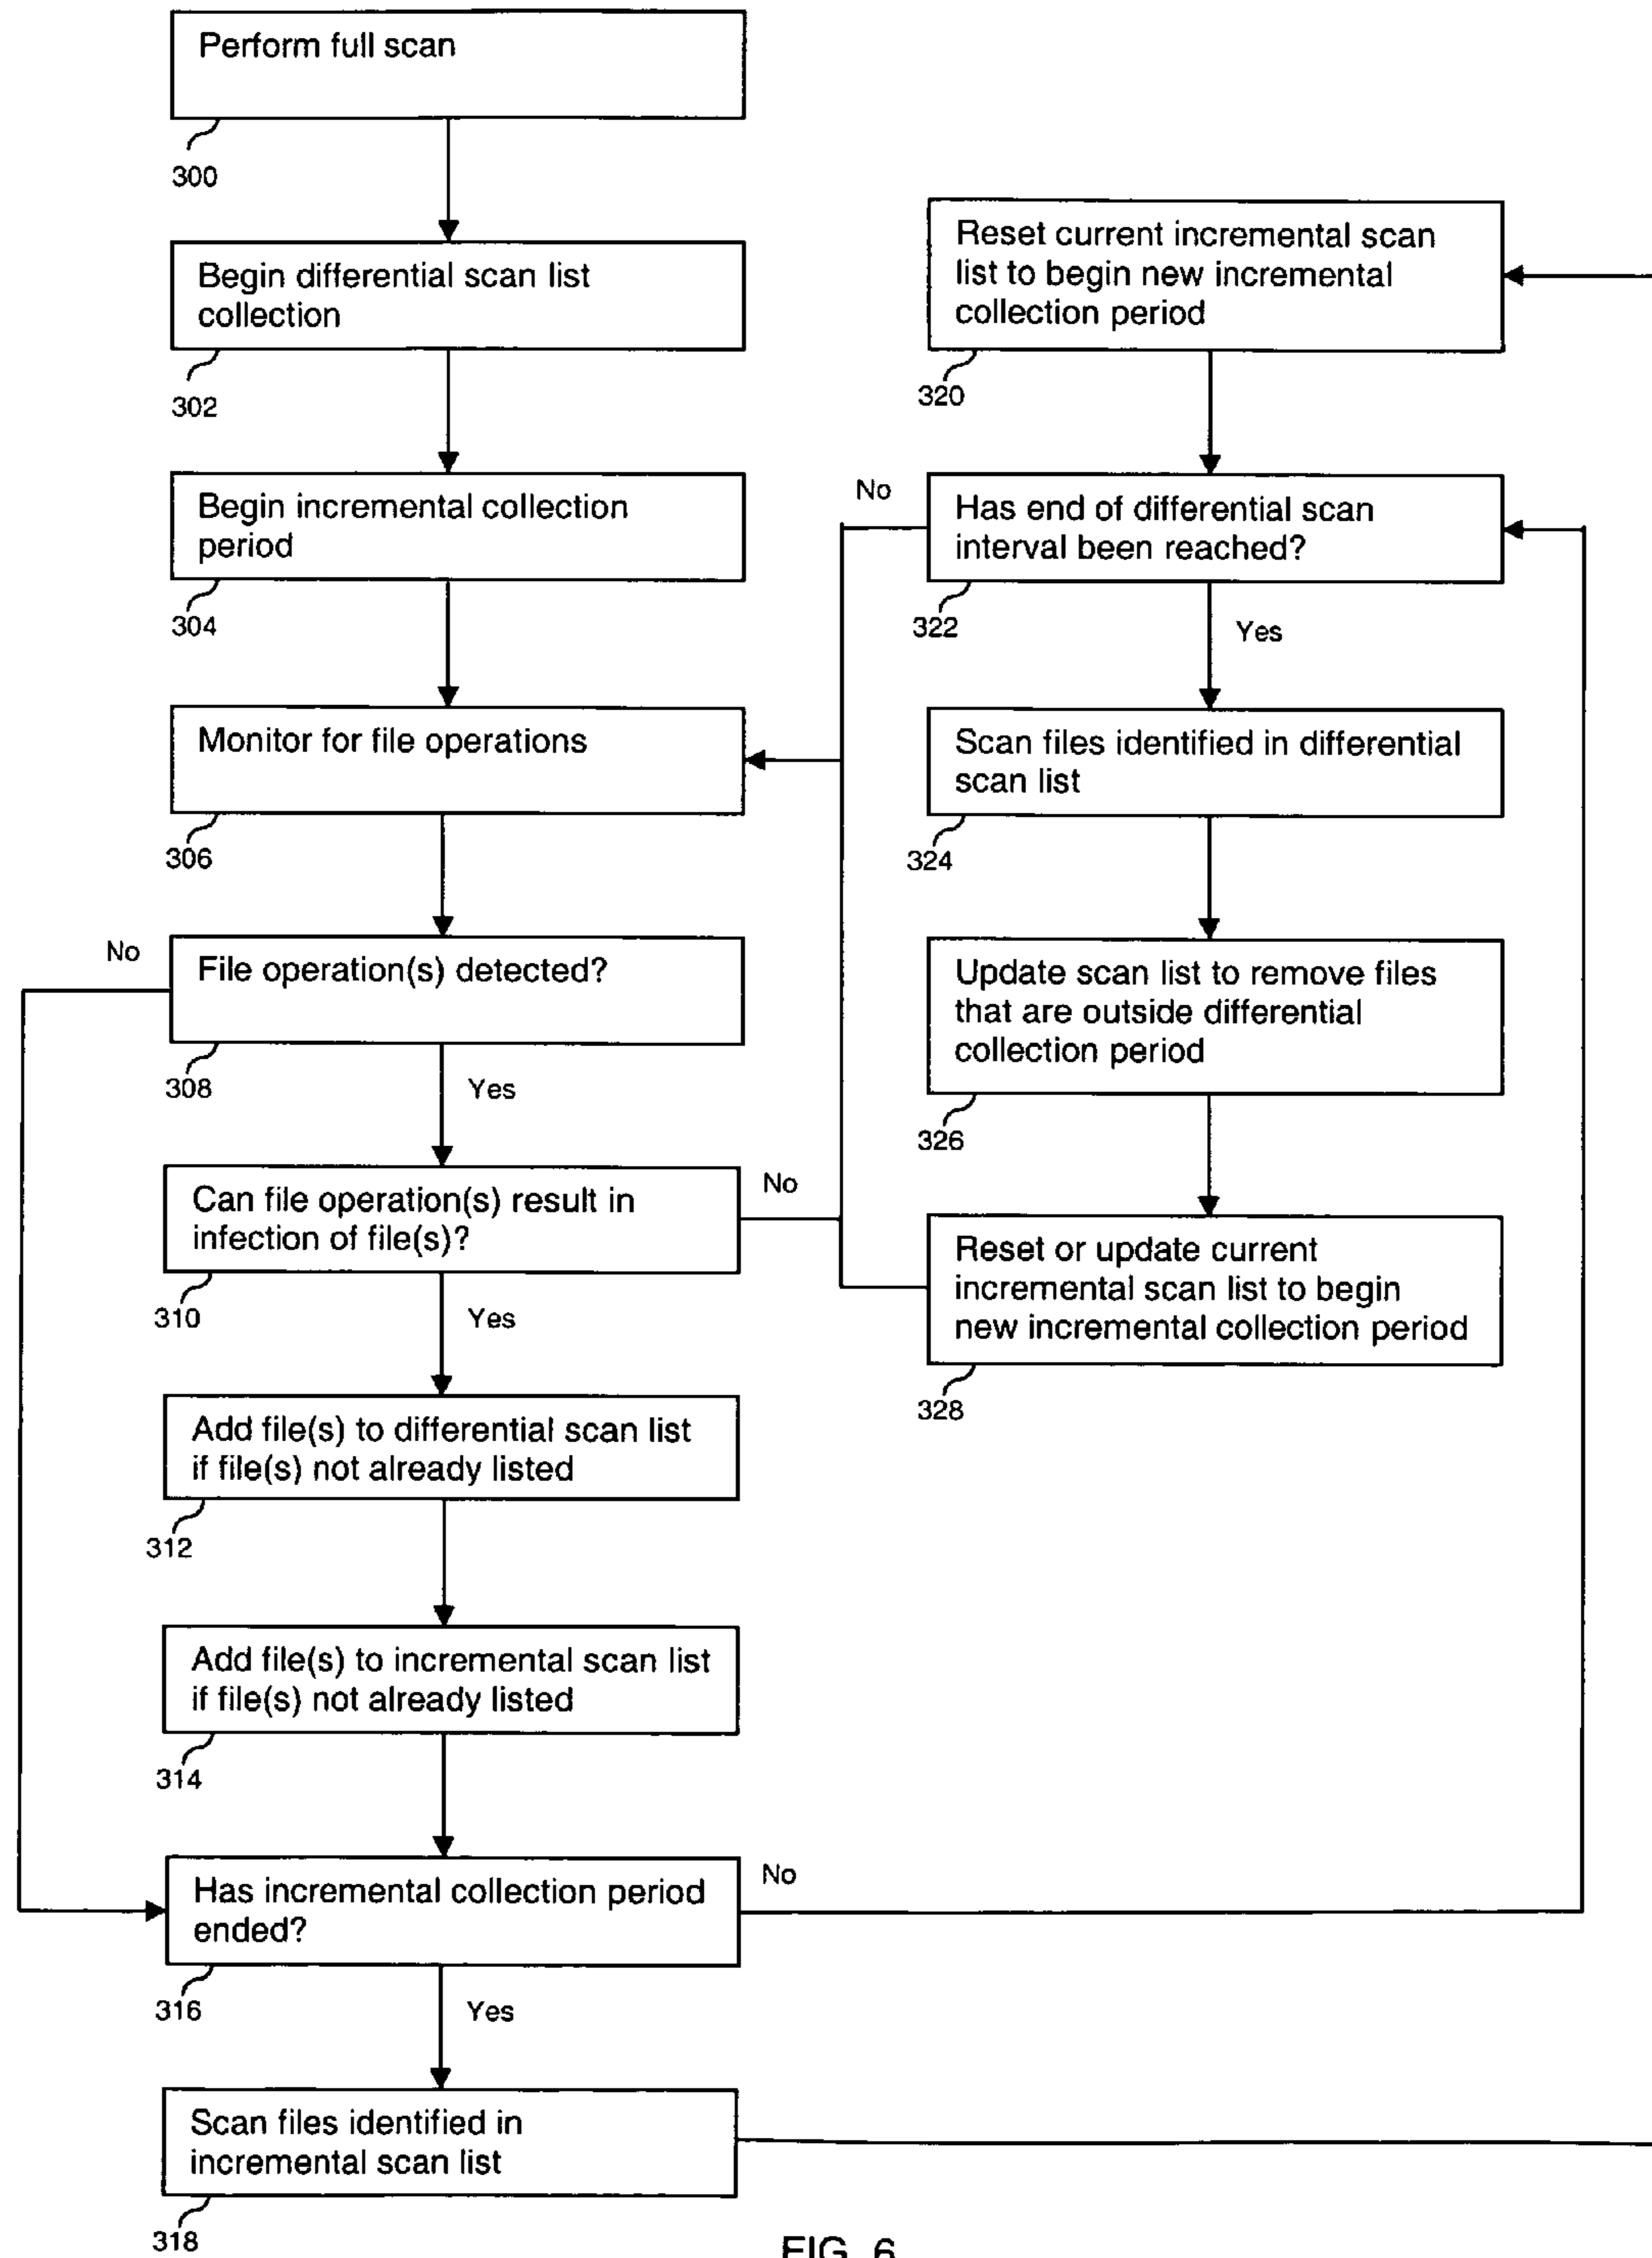 Perform full scan
300
Begin differential scan list
collection
302
Begin incremental collection
period
304
Monitor for file operations
306
No
File operation(s) detected?
308
Yes
Can file operation(s) result in
infection of file(s)?
No
310
Yes
Add file(s) to differential scan list
if file(s) not already listed
312
Add file(s) to incremental scan list
if file(s) not already listed
314
Has incremental collection period
ended?
No
316
Yes
Scan files identified in
incremental scan list
318
Reset current incremental scan
list to begin new incremental
collection period
320
No
Has end of differential scan
interval been reached?
322
Yes
Scan files identified in differential
scan list
324
Update scan list to remove files
that are outside differential
collection period
326
Reset or update current
incremental scan list to begin
new incremental collection period
328
FIG. 6